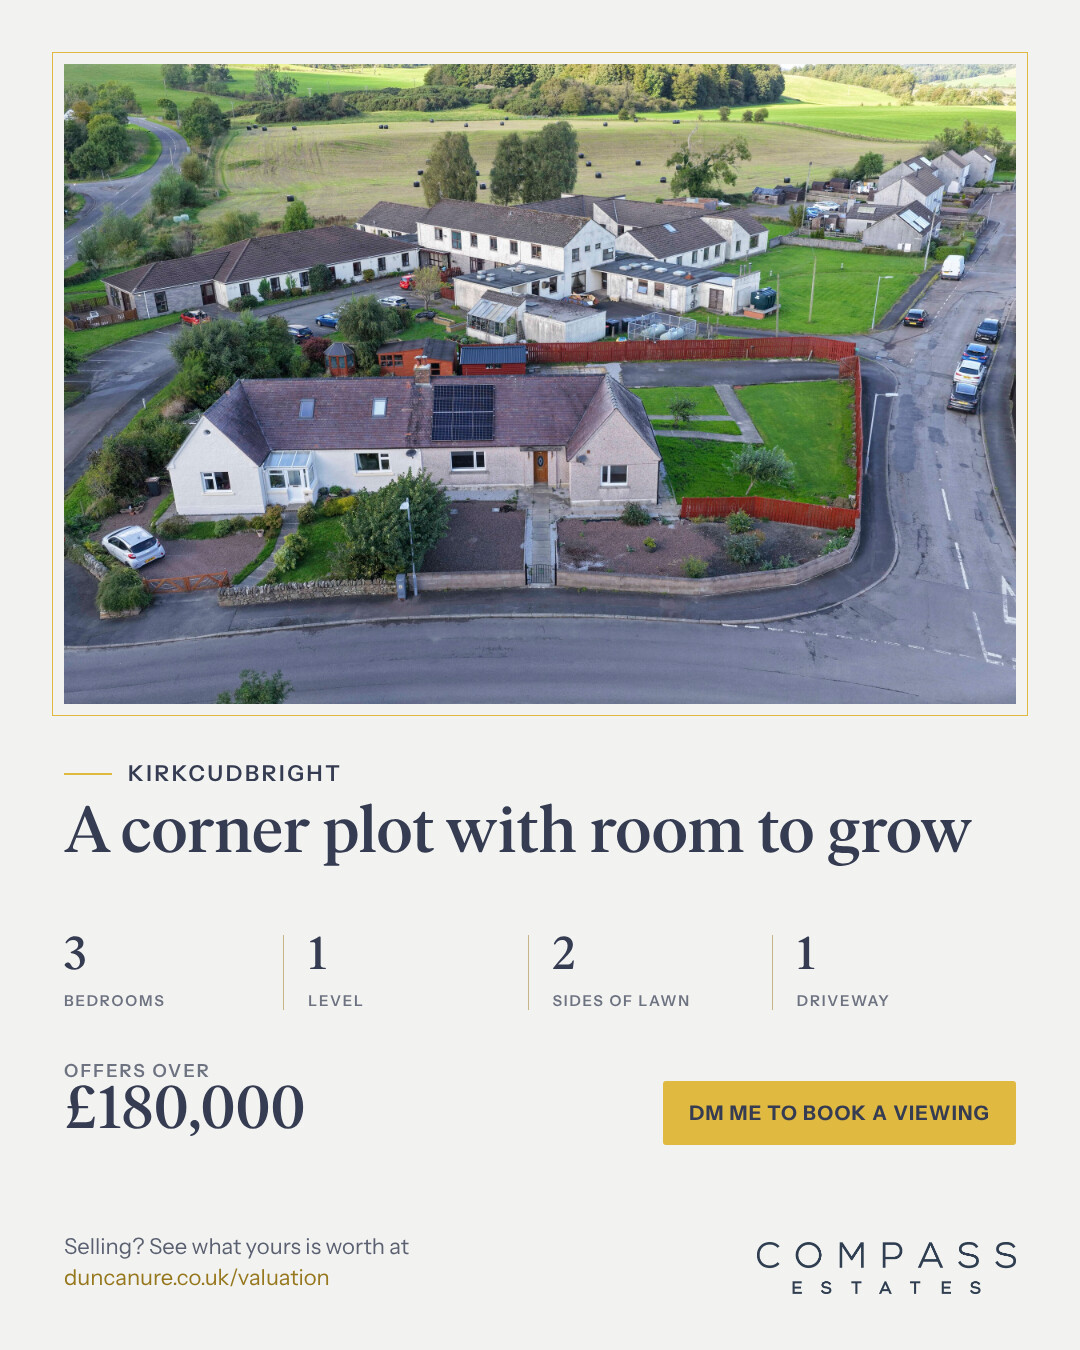 KIRKCUDBRIGHT
A corner plot with room to grow
3
BEDROOMS
1
LEVEL
2
SIDES OF LAWN
1
DRIVEWAY
OFFERS OVER
£180,000
DM ME TO BOOK A VIEWING
Selling? See what yours is worth at
duncanure.co.uk/valuation
COMPASS
ESTATES